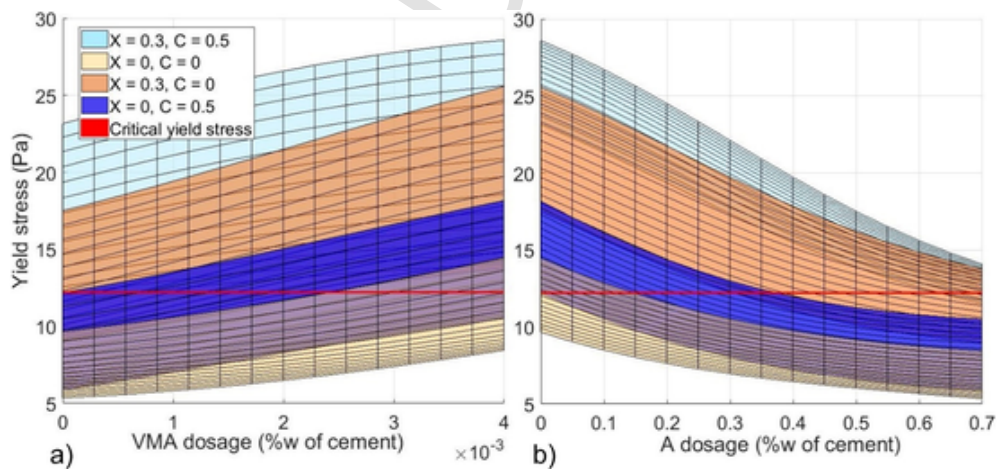 30
25
20
15
10
5
Yield stress (Pa)
X = 0.3, C = 0.5
X = 0, C = 0
X = 0.3, C = 0
X = 0, C = 0.5
Critical yield stress
0 1 2 3 4
×10⁻³
VMA dosage (%w of cement)
a)
30
25
20
15
10
5
0 0.1 0.2 0.3 0.4 0.5 0.6 0.7
A dosage (%w of cement)
b)